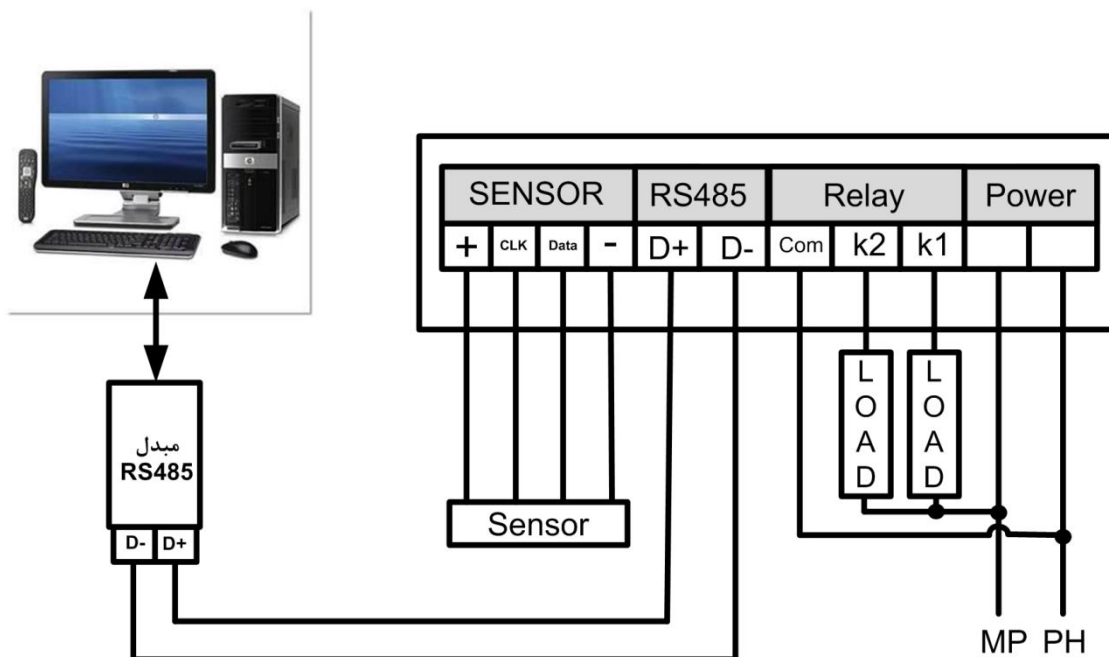 SENSOR RS485 Relay Power
+ CLK Data - D+ D- Com k2 k1
LOAD LOAD
مبدل
RS485
D- D+
Sensor
MP PH